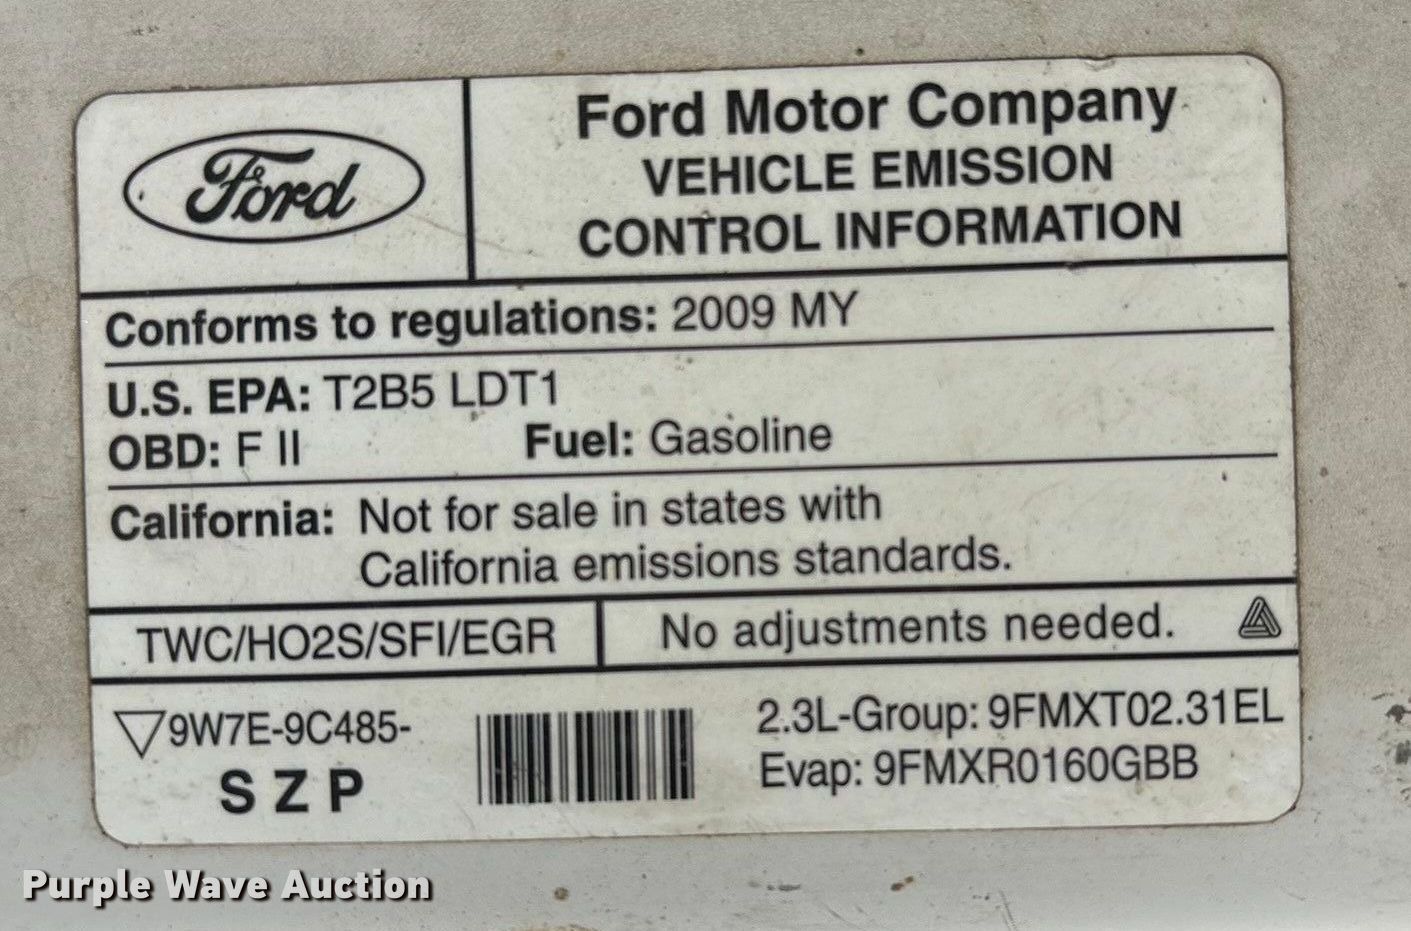 Ford
Ford Motor Company
VEHICLE EMISSION
CONTROL INFORMATION
Conforms to regulations: 2009 MY
U.S. EPA: T2B5 LDT1
OBD: F II Fuel: Gasoline
California: Not for sale in states with
California emissions standards.
TWC/HO2S/SFI/EGR No adjustments needed.
9W7E-9C485-
S Z P
2.3L-Group: 9FMXT02.31EL
Evap: 9FMXR0160GBB
Purple Wave Auction